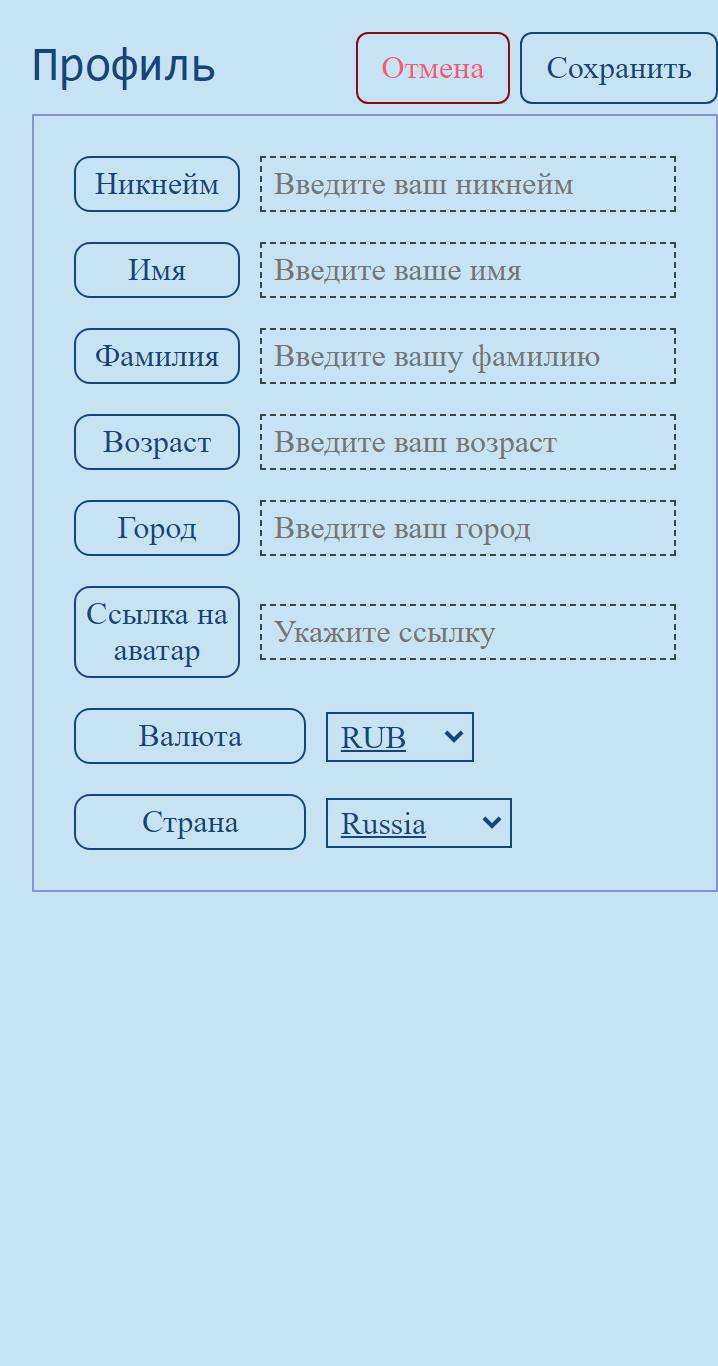 Профиль
Отмена
Сохранить
Никнейм
Введите ваш никнейм
Имя
Введите ваше имя
Фамилия
Введите вашу фамилию
Возраст
Введите ваш возраст
Город
Введите ваш город
Ссылка на
аватар
Укажите ссылку
Валюта
RUB
Страна
Russia